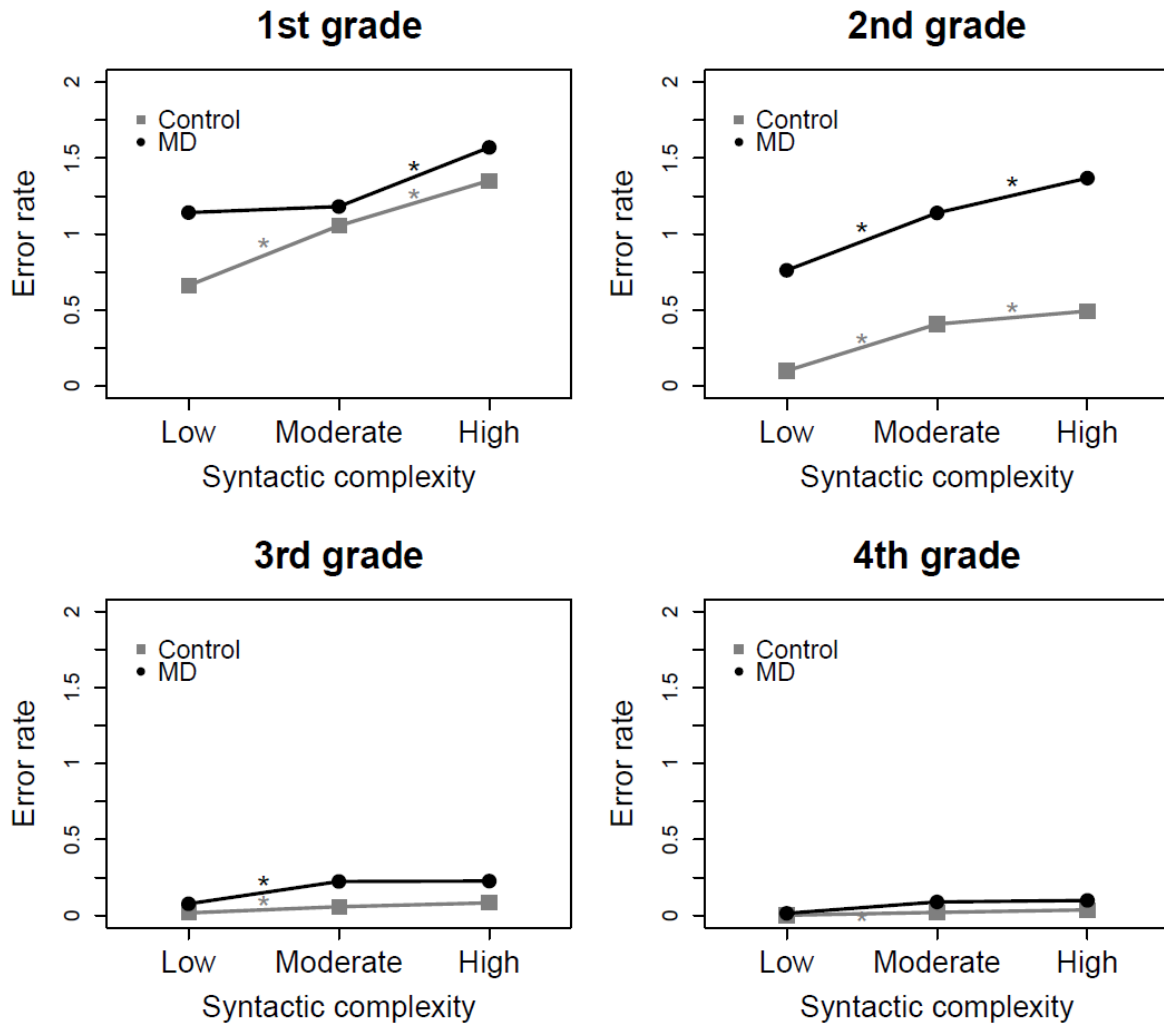 1st grade
2
1.5
1
0.5
0
Error rate
Control
MD
*
*
*
Low Moderate High
Syntactic complexity
2nd grade
2
1.5
1
0.5
0
Error rate
Control
MD
*
*
*
*
Low Moderate High
Syntactic complexity
3rd grade
2
1.5
1
0.5
0
Error rate
Control
MD
*
*
Low Moderate High
Syntactic complexity
4th grade
2
1.5
1
0.5
0
Error rate
Control
MD
*
Low Moderate High
Syntactic complexity